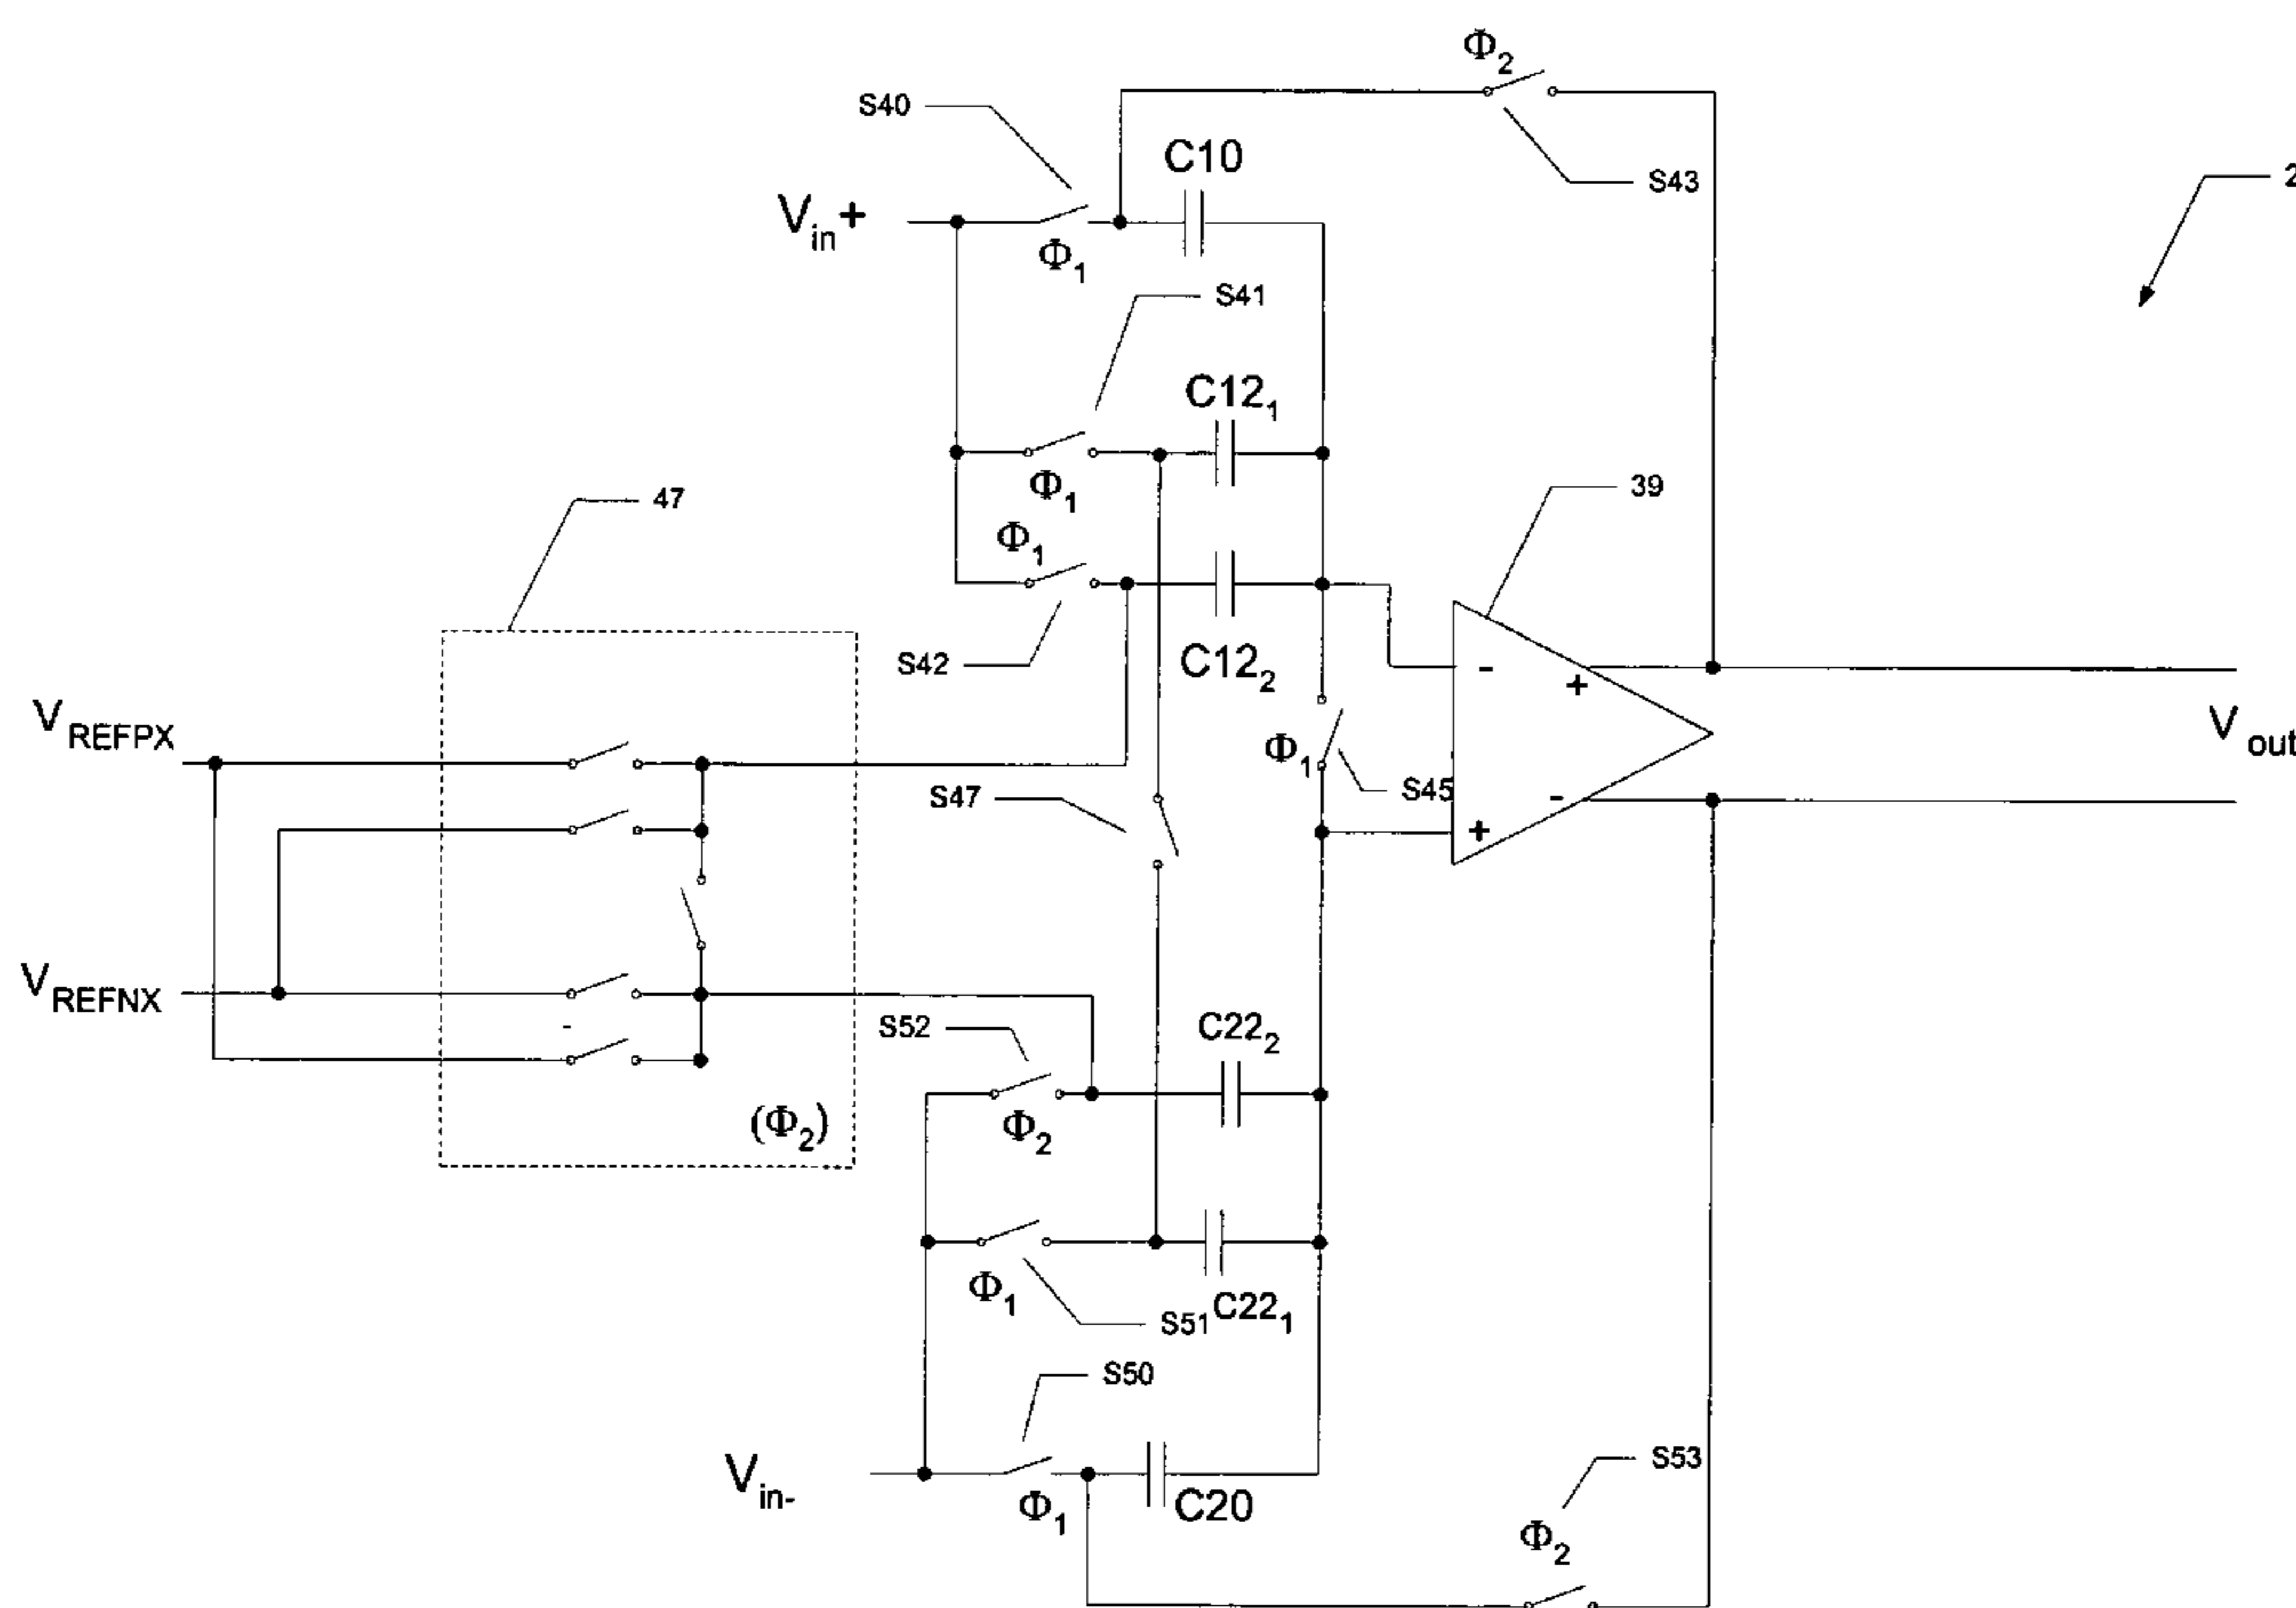 Φ2
S40
C10
S43
2
Vin+
Φ1
S41
C121
Φ1
47
39
Φ1
S42
C122
-
+
VREFPX
Vout
Φ1
S47
S45
-
+
VREFNX
-
S52
C222
Φ2
(Φ2)
Φ1
S51
C221
S50
Vin-
Φ1
C20
S53
Φ2